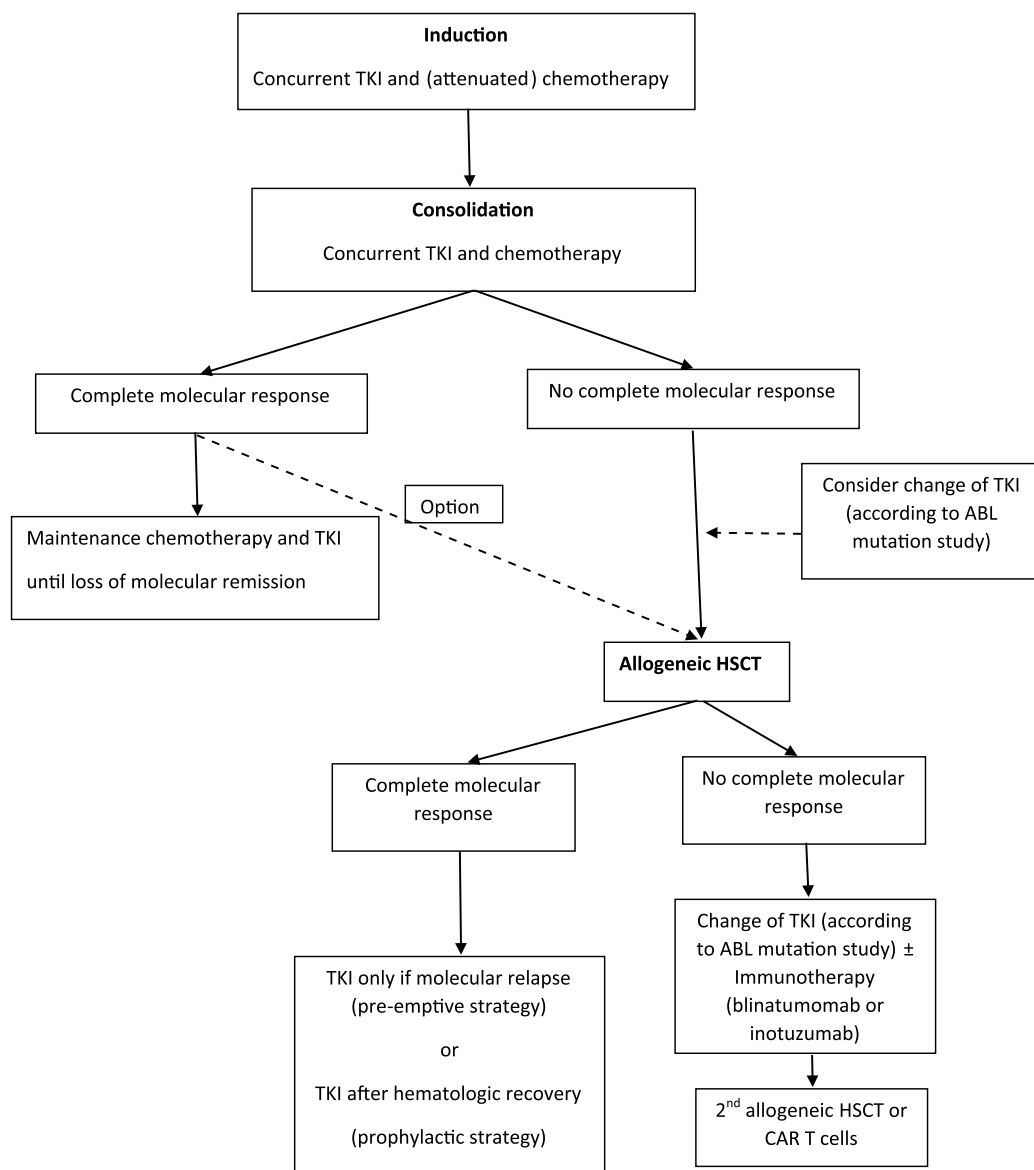 Induction
Concurrent TKI and (attenuated) chemotherapy
Consolidation
Concurrent TKI and chemotherapy
Complete molecular response
No complete molecular response
Option
Consider change of TKI
(according to ABL
mutation study)
Maintenance chemotherapy and TKI
until loss of molecular remission
Allogeneic HSCT
Complete molecular
response
No complete molecular
response
TKI only if molecular relapse
(pre-emptive strategy)
or
TKI after hematologic recovery
(prophylactic strategy)
Change of TKI (according
to ABL mutation study) ±
Immunotherapy
(blinatumomab or
inotuzumab)
2nd allogeneic HSCT or
CAR T cells